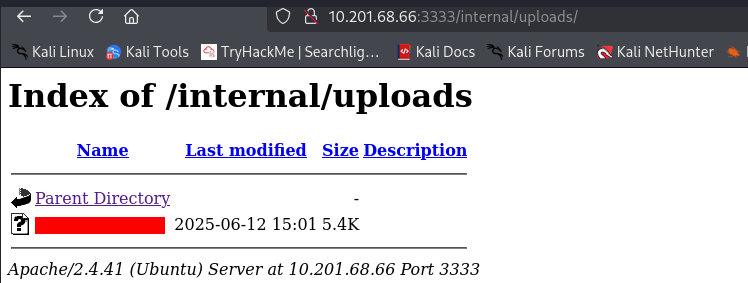 10.201.68.66:3333/internal/uploads/
Kali Linux Kali Tools TryHackMe | Searchlig… Kali Docs Kali Forums Kali NetHunter
Index of /internal/uploads
Name Last modified Size Description
Parent Directory -
2025-06-12 15:01 5.4K
Apache/2.4.41 (Ubuntu) Server at 10.201.68.66 Port 3333